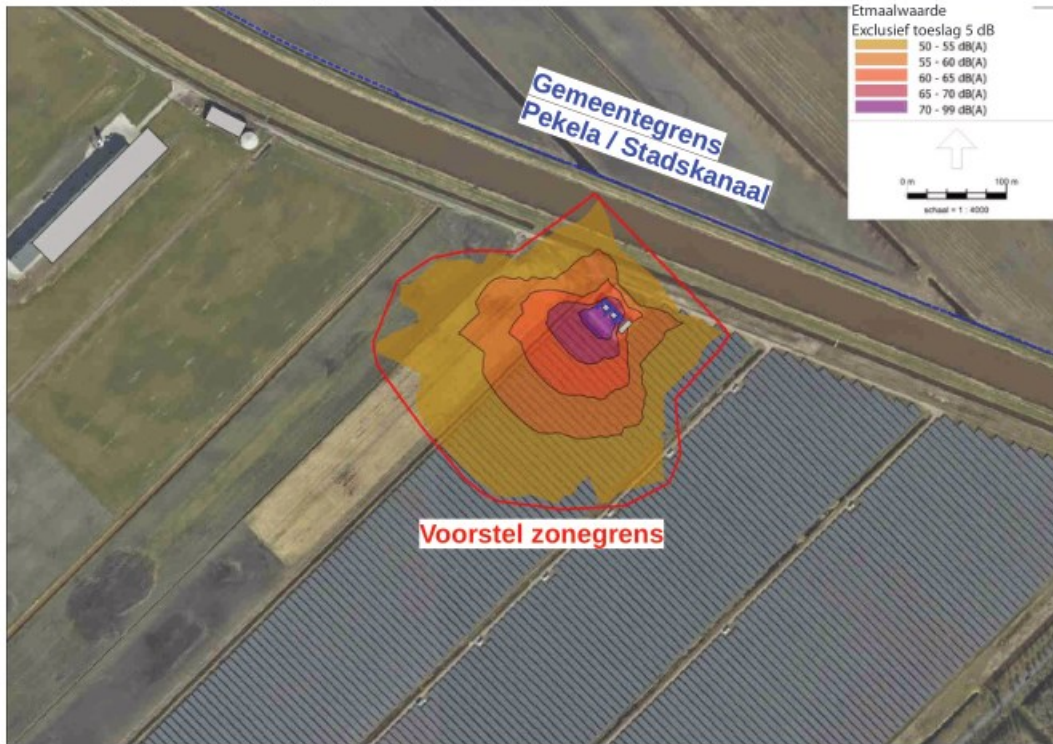 Etmaalwaarde
Exclusief toeslag 5 dB
50 - 55 dB(A)
55 - 60 dB(A)
60 - 65 dB(A)
65 - 70 dB(A)
70 - 99 dB(A)
0 m 100 m
schaal = 1 : 4000
Gemeentegrens
Pekela / Stadskanaal
Voorstel zonegrens